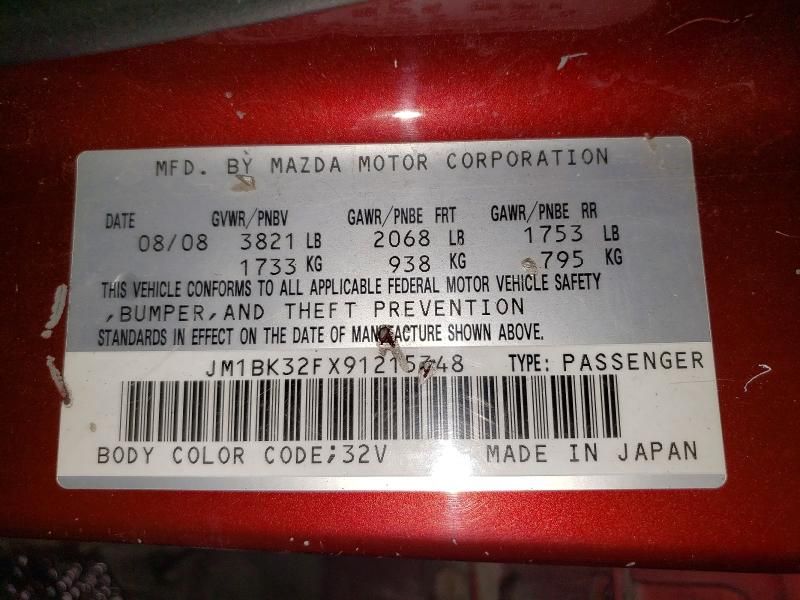 MFD. BY MAZDA MOTOR CORPORATION
DATE GVWR/PNBV GAWR/PNBE FRT GAWR/PNBE RR
08/08 3821 LB 2068 LB 1753 LB
1733 KG 938 KG 795 KG
THIS VEHICLE CONFORMS TO ALL APPLICABLE FEDERAL MOTOR VEHICLE SAFETY
,BUMPER,AND THEFT PREVENTION
STANDARDS IN EFFECT ON THE DATE OF MANUFACTURE SHOWN ABOVE.
JM1BK32FX91215348 TYPE: PASSENGER
BODY COLOR CODE;32V MADE IN JAPAN